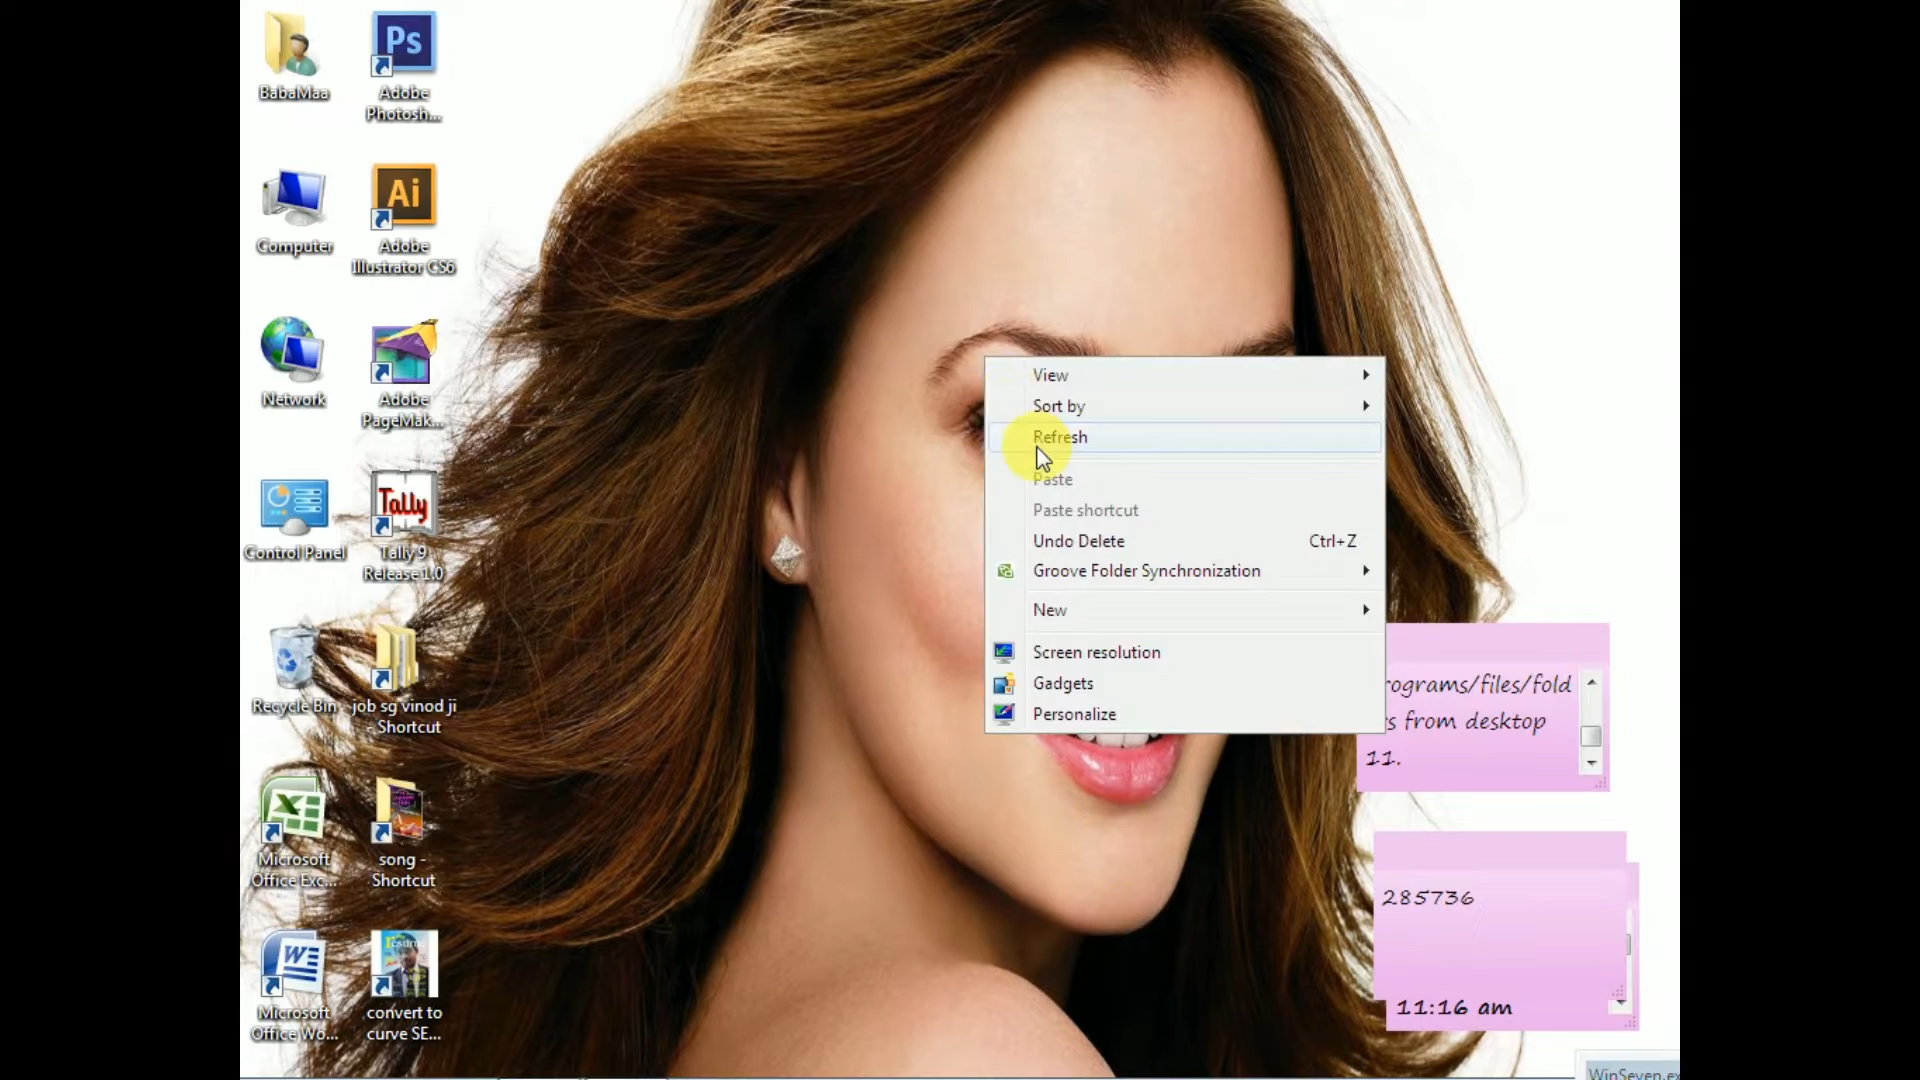 BabaMaa
Ps
Adobe
Photosh...
Computer
Ai
Adobe
Illustrator CS6
Network
Adobe
PageMak...
Control Panel
Tally
Tally 9
Release 1.0
Recycle Bin
job sg vinod ji
- Shortcut
Microsoft
Office Exc...
song -
Shortcut
Microsoft
Office Wo...
convert to
curve SE...
View
Sort by
Refresh
Paste
Paste shortcut
Undo Delete Ctrl+Z
Groove Folder Synchronization
New
Screen resolution
Gadgets
Personalize
rograms/files/fold
s from desktop
11.
285736
11:16 am
WinSeven.ex